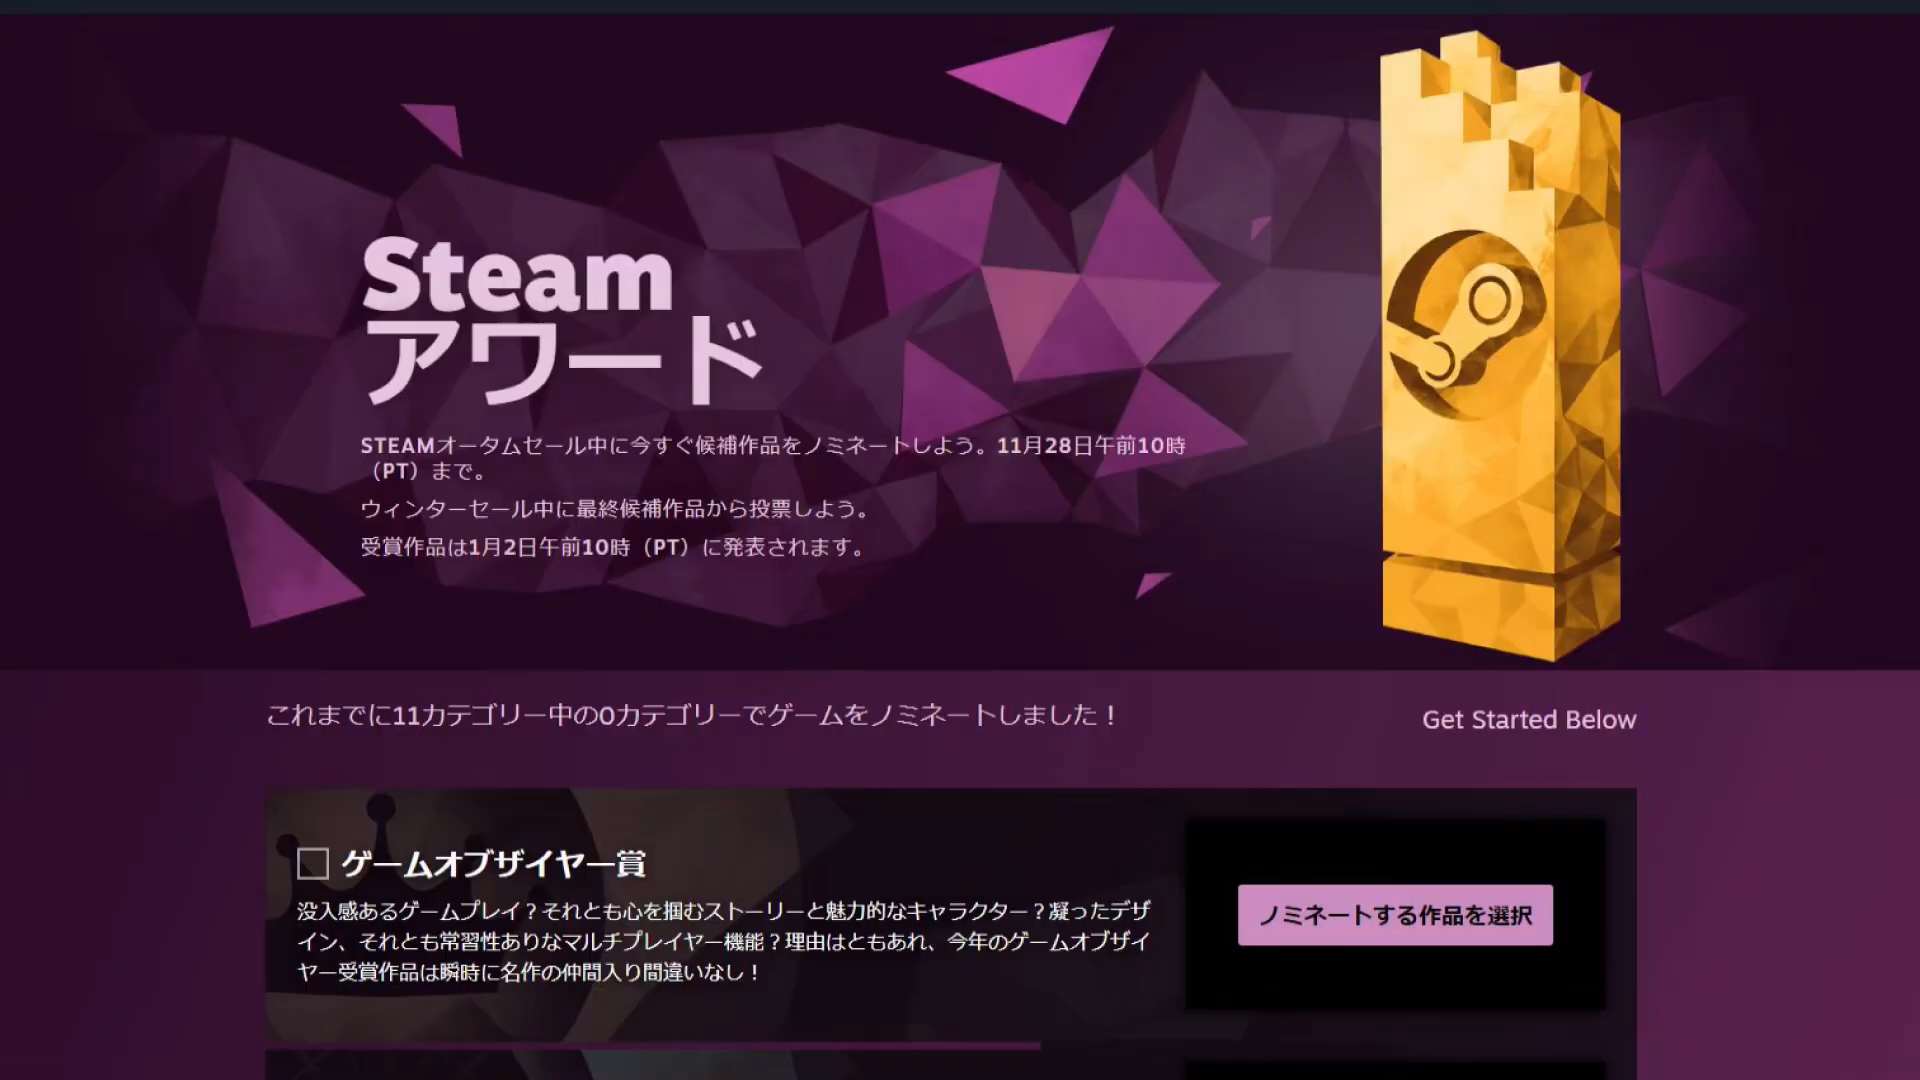 Steam
アワード
STEAMオータムセール中に今すぐ候補作品をノミネートしよう。11月28日午前10時
（PT）まで。
ウィンターセール中に最終候補作品から投票しよう。
受賞作品は1月2日午前10時（PT）に発表されます。
これまでに11カテゴリー中の0カテゴリーでゲームをノミネートしました！
Get Started Below
ゲームオブザイヤー賞
没入感あるゲームプレイ？それとも心を掴むストーリーと魅力的なキャラクター？凝ったデザ
イン、それとも常習性ありなマルチプレイヤー機能？理由はともあれ、今年のゲームオブザイ
ヤー受賞作品は瞬時に名作の仲間入り間違いなし！
ノミネートする作品を選択